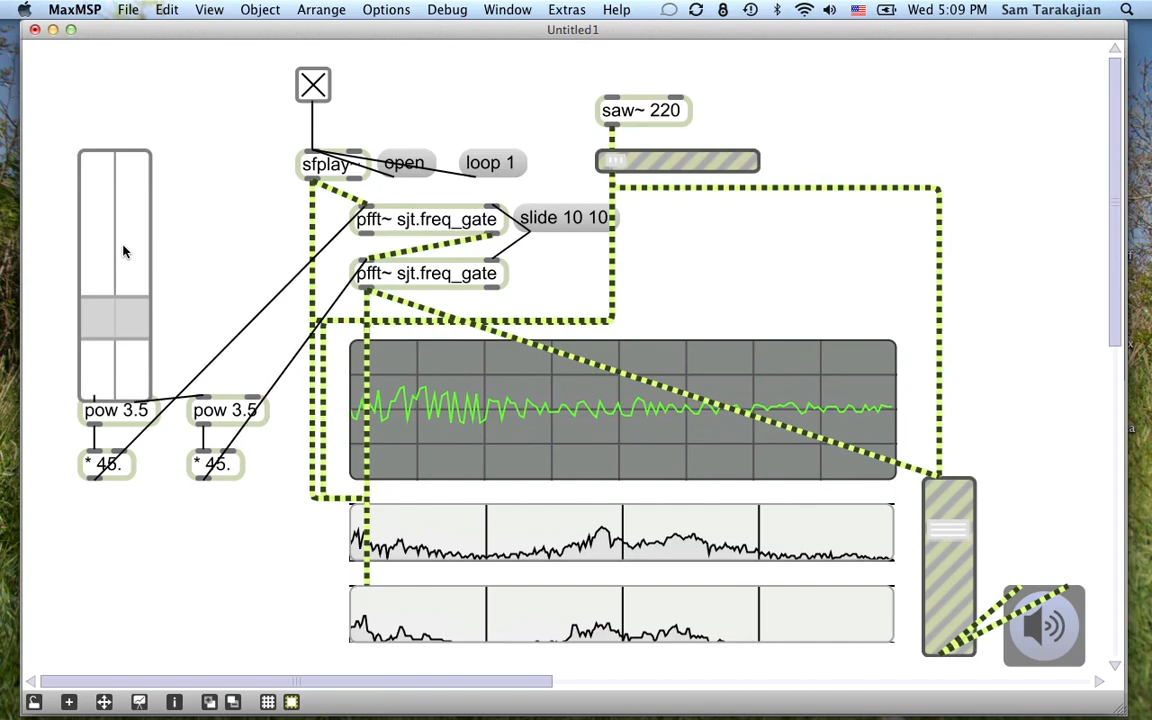 MaxMSP File Edit View Object Arrange Options Debug Window Extras Help Wed 5:09 PM Sam Tarakajian
Untitled1
saw~ 220
sfplay~ open loop 1
pfft~ sjt.freq_gate slide 10 10
pfft~ sjt.freq_gate
pow 3.5 pow 3.5
* 45. * 45.